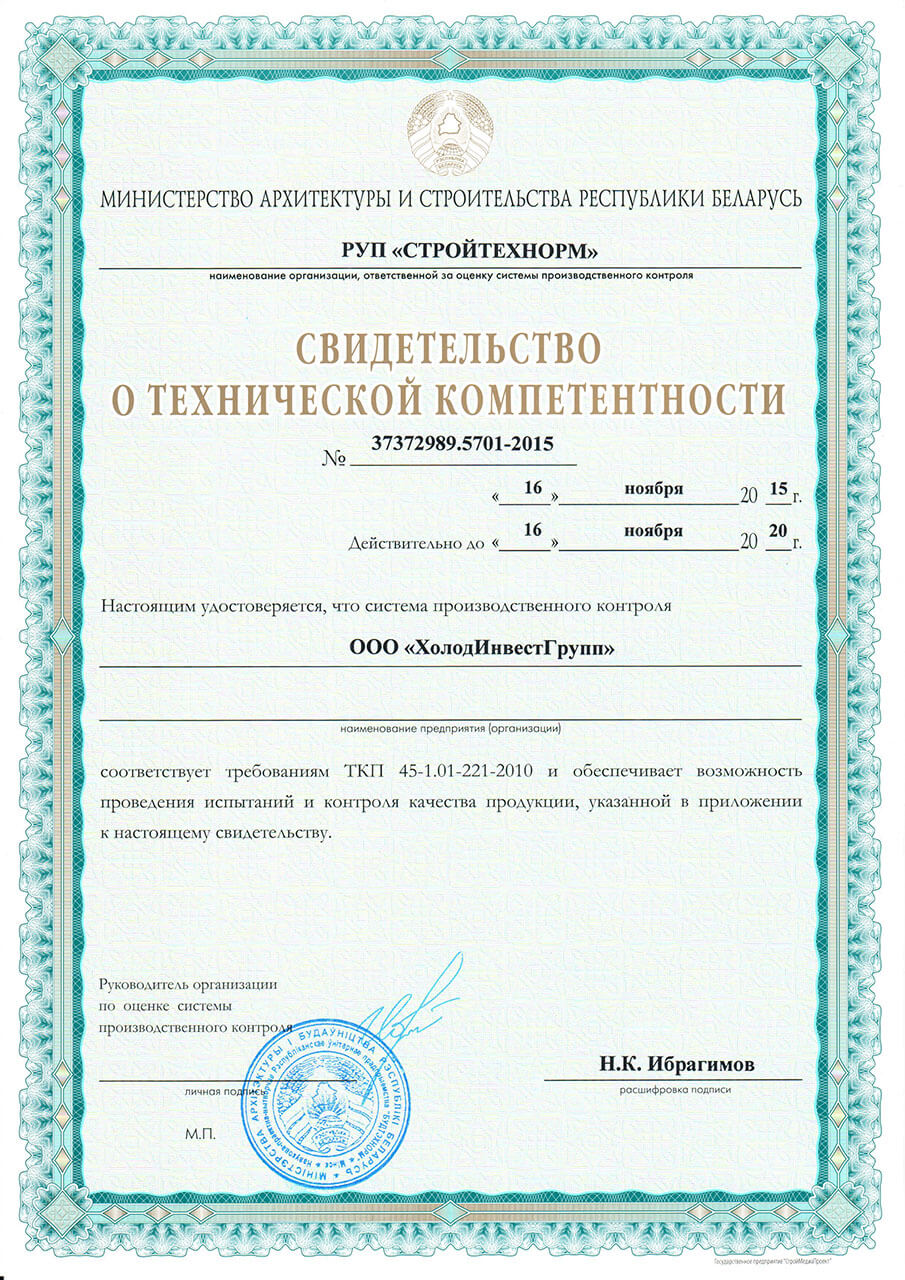 МИНИСТЕРСТВО АРХИТЕКТУРЫ И СТРОИТЕЛЬСТВА РЕСПУБЛИКИ БЕЛАРУСЬ
РУП «СТРОЙТЕХНОРМ»
наименование организации, ответственной за оценку системы производственного контроля
СВИДЕТЕЛЬСТВО
О ТЕХНИЧЕСКОЙ КОМПЕТЕНТНОСТИ
№ 37372989.5701-2015
« 16 » ноября 20 15 г.
Действительно до « 16 » ноября 20 20 г.
Настоящим удостоверяется, что система производственного контроля
ООО «ХолодИнвестГрупп»
наименование предприятия (организации)
соответствует требованиям ТКП 45-1.01-221-2010 и обеспечивает возможность
проведения испытаний и контроля качества продукции, указанной в приложении
к настоящему свидетельству.
Руководитель организации
по оценке системы
производственного контроля
Н.К. Ибрагимов
личная подпись
расшифровка подписи
М.П.
МІНІСТЭРСТВА АРХІТЭКТУРЫ І БУДАЎНІЦТВА РЭСПУБЛІКІ БЕЛАРУСЬ
Государственное предприятие "СтройМедиаПроект"